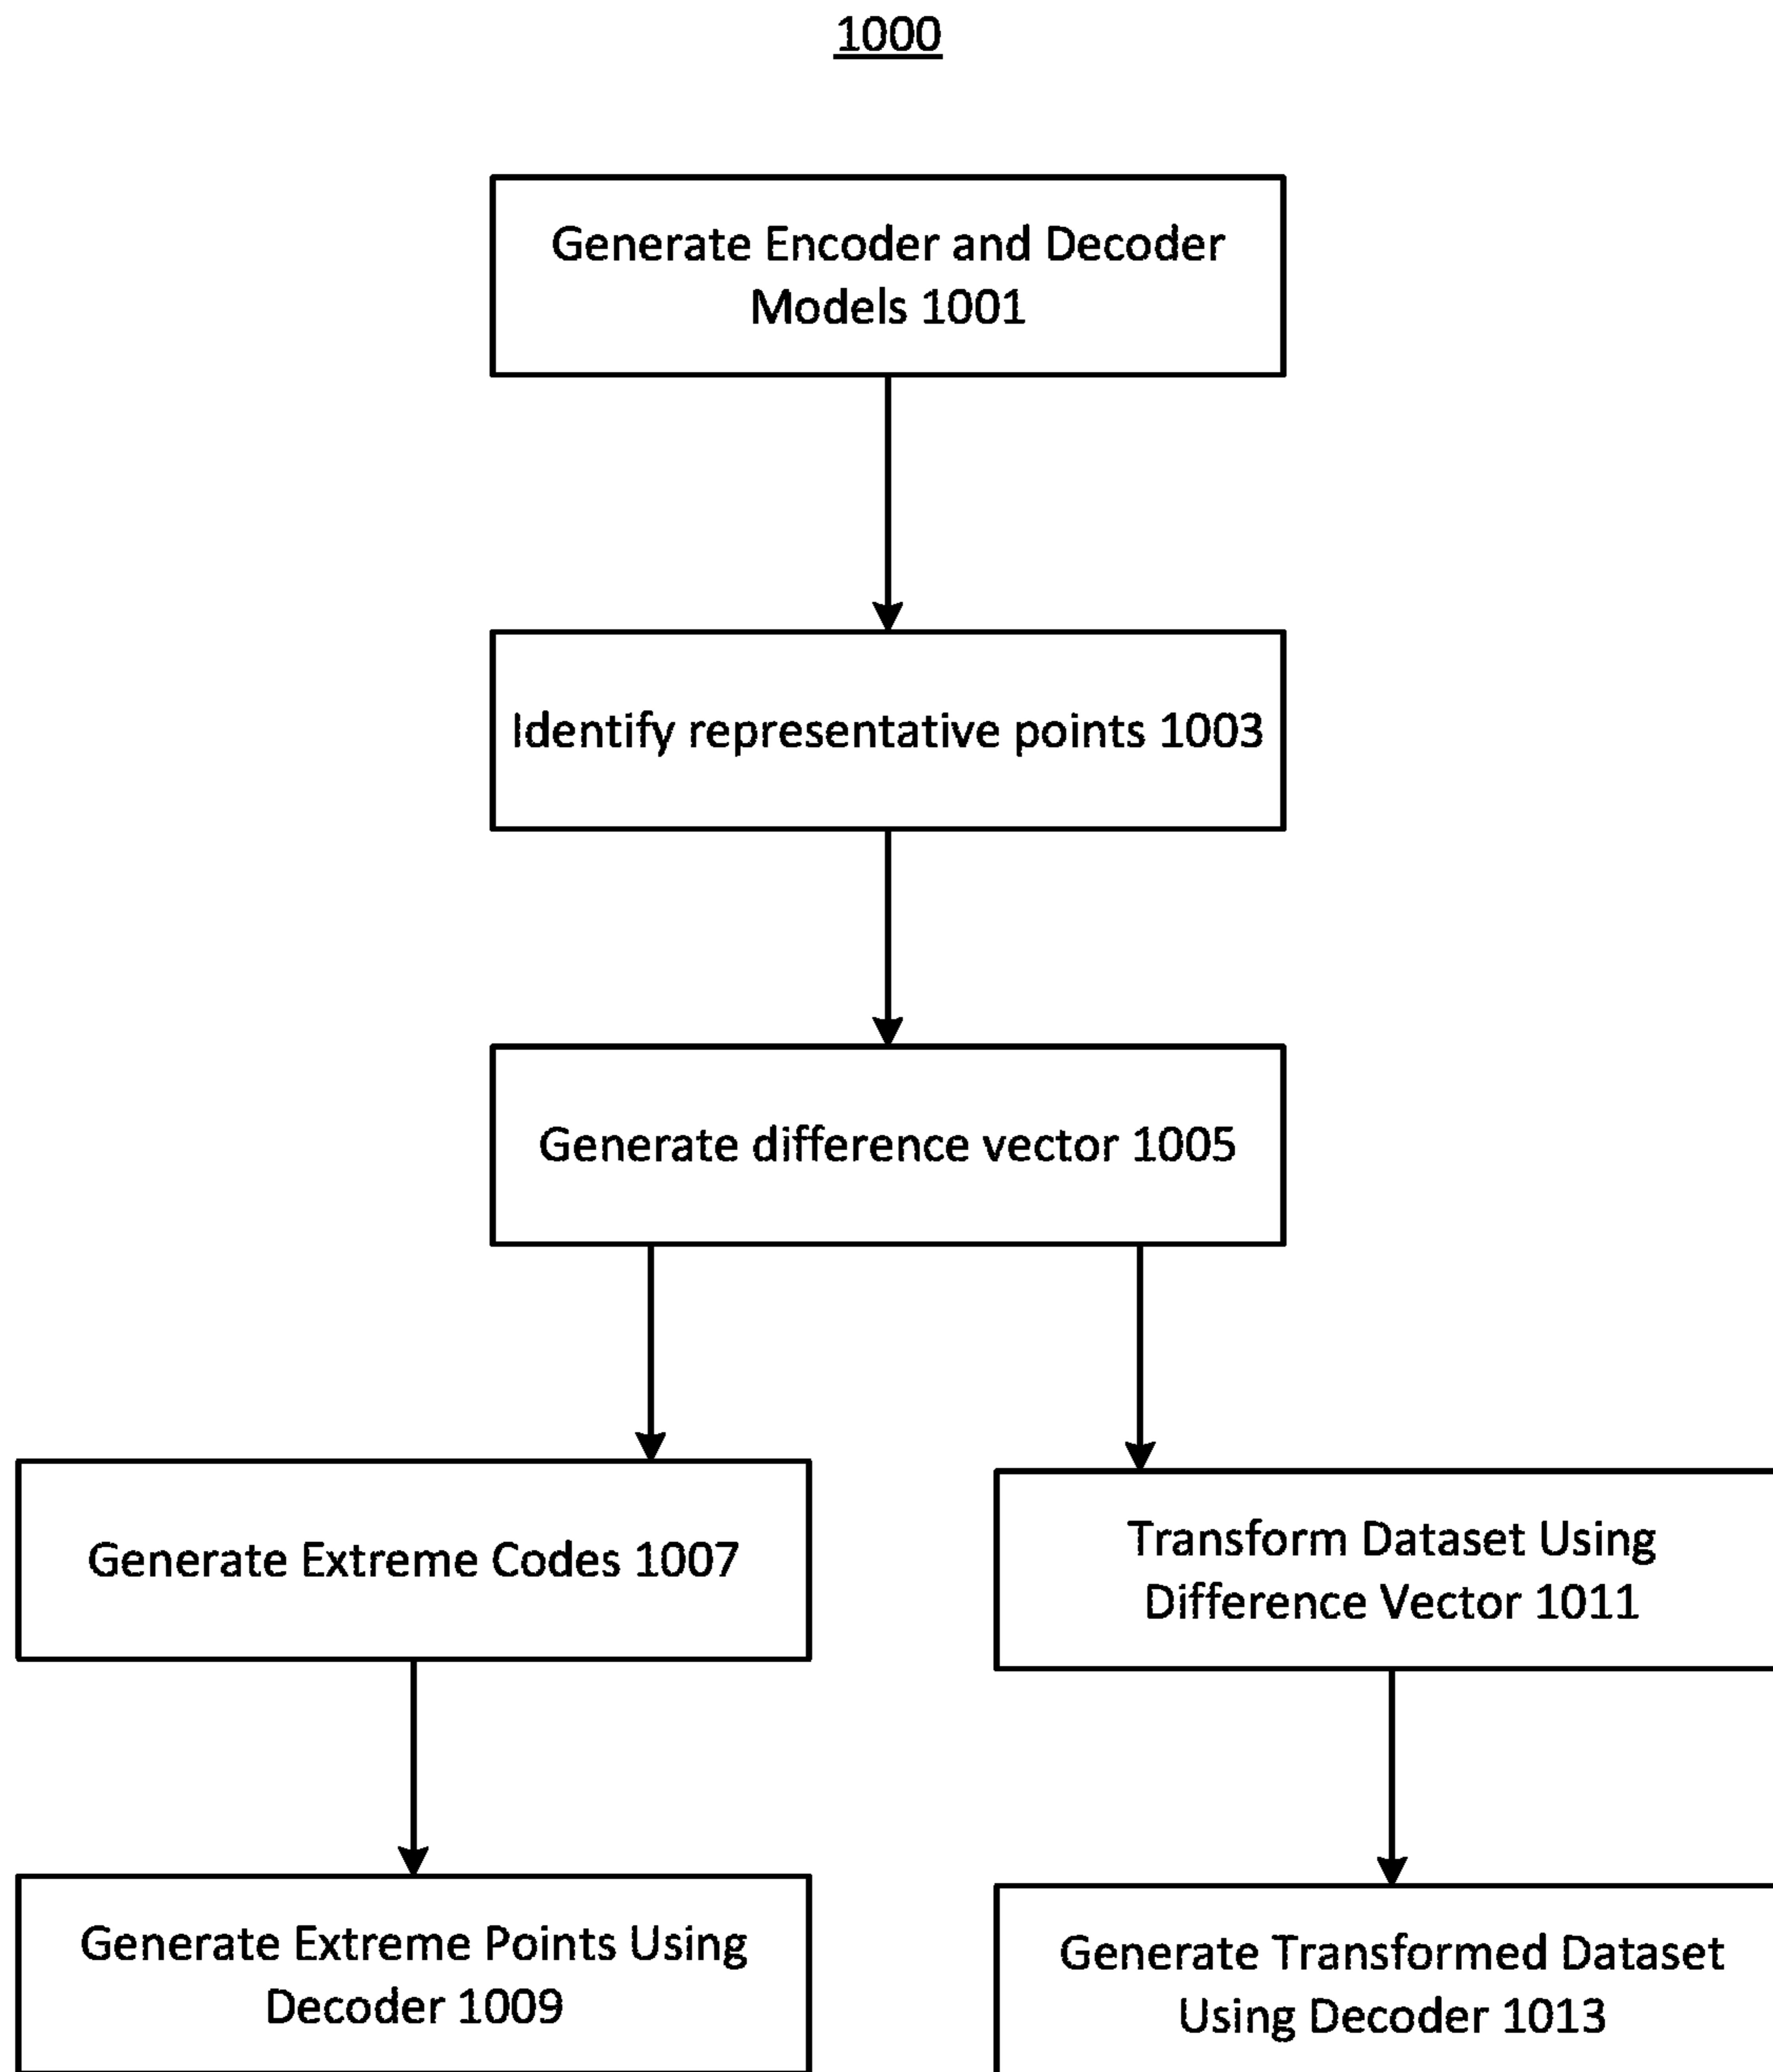 1000
Generate Encoder and Decoder
Models 1001
Identify representative points 1003
Generate difference vector 1005
Generate Extreme Codes 1007
Transform Dataset Using
Difference Vector 1011
Generate Extreme Points Using
Decoder 1009
Generate Transformed Dataset
Using Decoder 1013